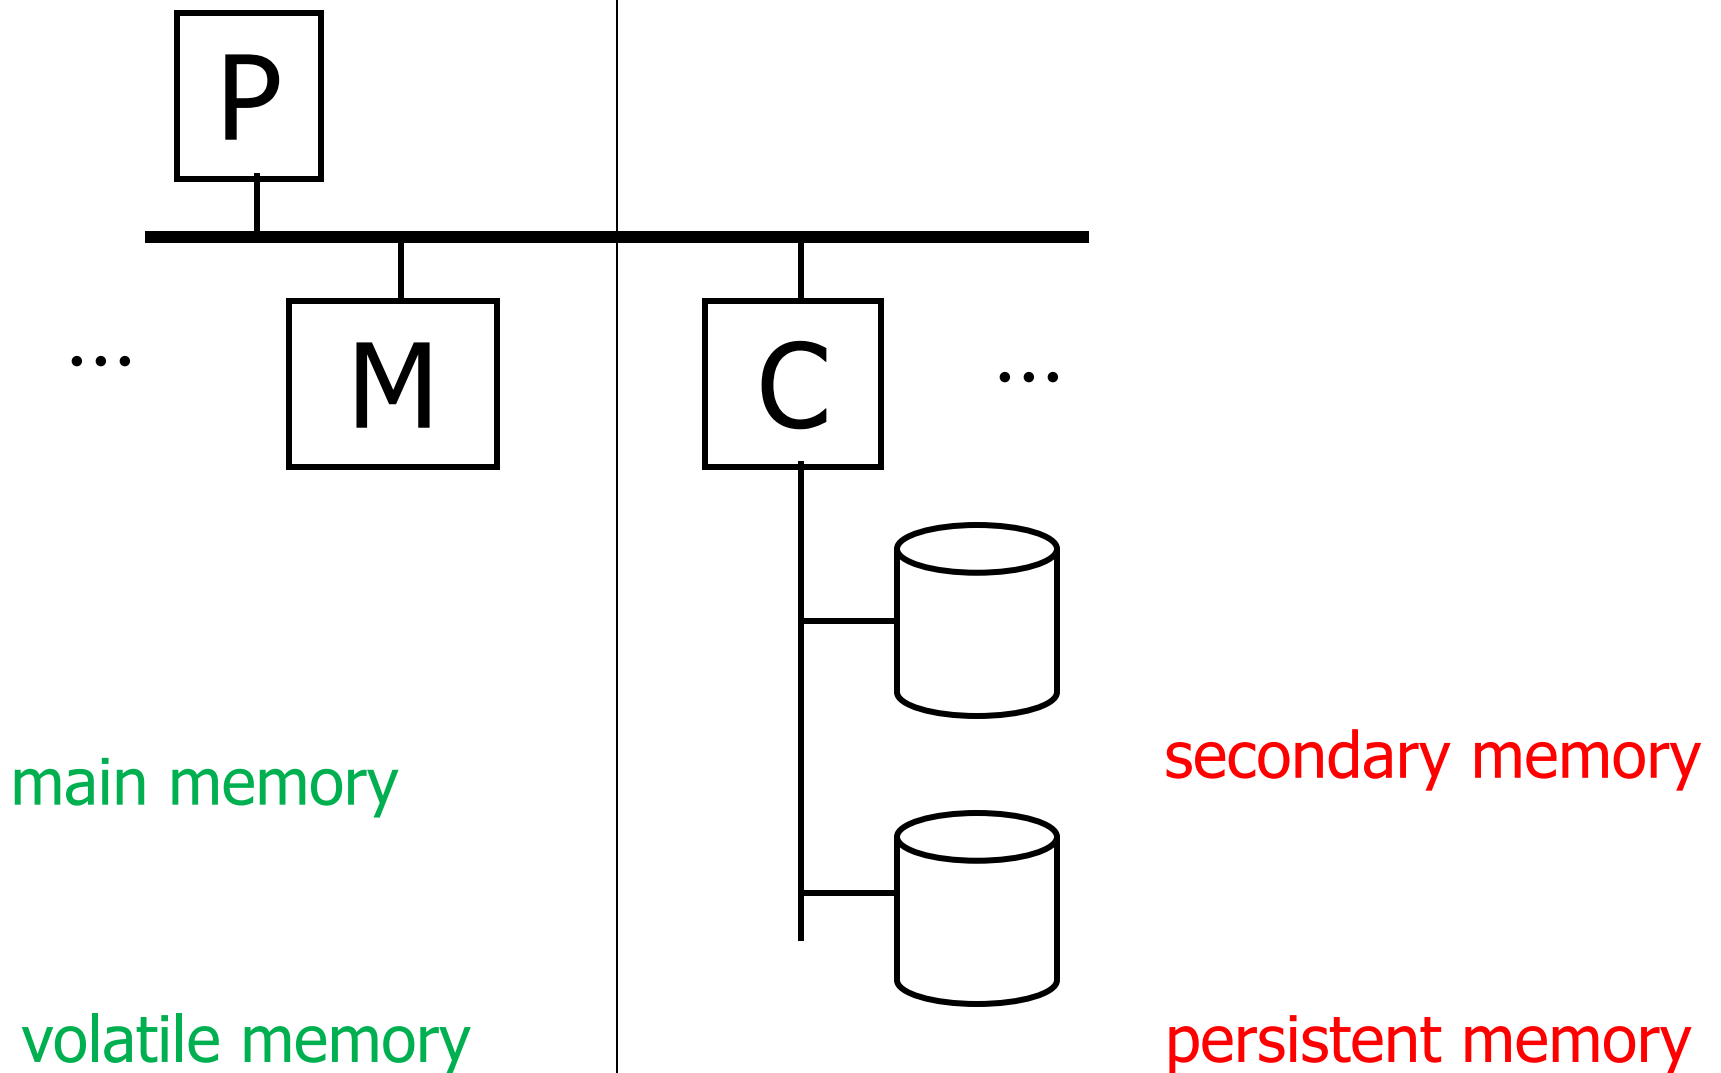 P
... M C ...
main memory
secondary memory
volatile memory
persistent memory